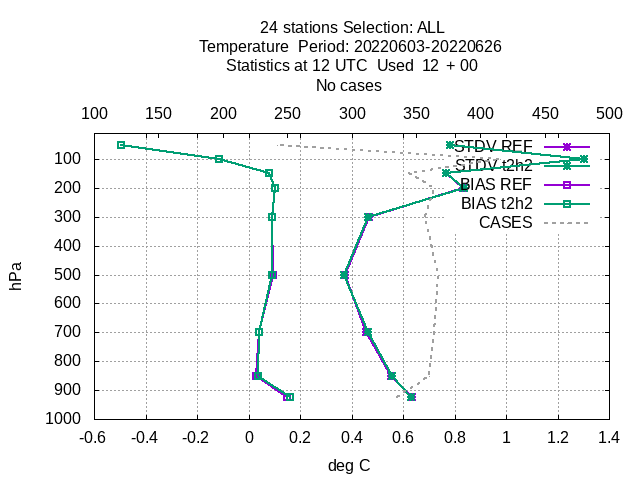 24 stations Selection: ALL
Temperature  Period: 20220603-20220626
Statistics at 12 UTC  Used  12  + 00
No cases
100 150 200 250 300 350 400 450 500
STDV REF
100
STDV t2h2
BIAS REF
200
BIAS t2h2
300
CASES
400
hPa
500
600
700
800
900
1000
-0.6 -0.4 -0.2 0 0.2 0.4 0.6 0.8 1 1.2 1.4
deg C